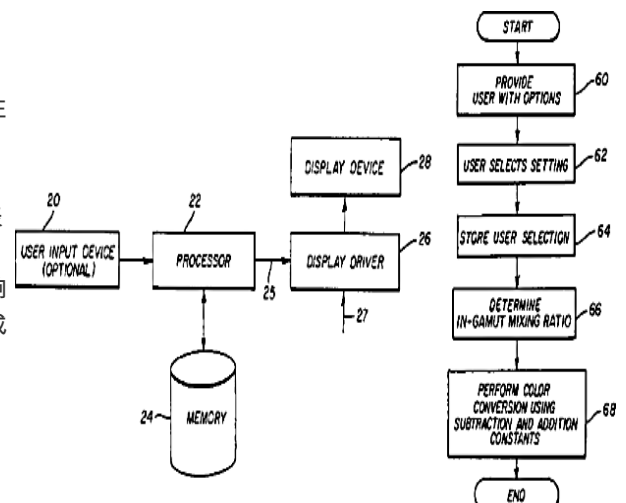 20
USER INPUT DEVICE
(OPTIONAL)
22
PROCESSOR
25
24
MEMORY
DISPLAY DEVICE
28
DISPLAY DRIVER
26
27
START
PROVIDE
USER WITH OPTIONS
60
USER SELECTS SETTING
62
STORE USER SELECTION
64
DETERMINE
IN-GAMUT MIXING RATIO
66
PERFORM COLOR
CONVERSION USING
SUBTRACTION AND ADDITION
CONSTANTS
68
END